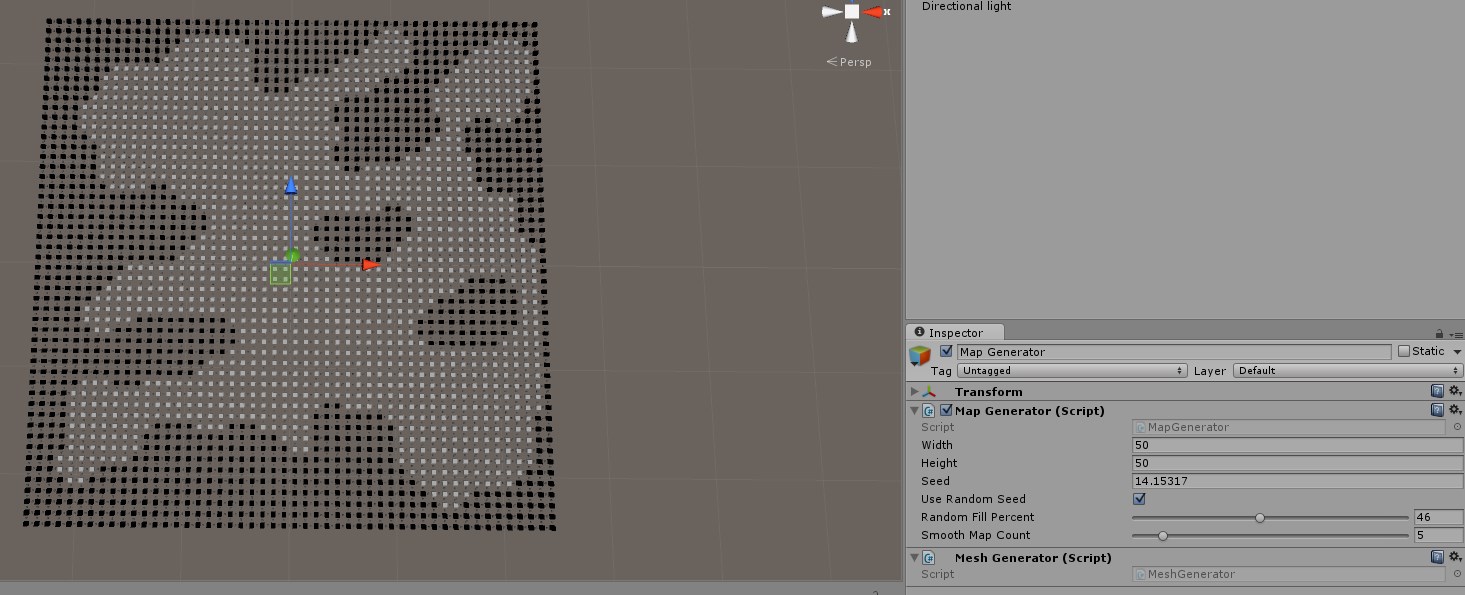 Directional light
x
Persp
Inspector
Map Generator
Static
Tag Untagged Layer Default
Transform
Map Generator (Script)
Script MapGenerator
Width 50
Height 50
Seed 14.15317
Use Random Seed
Random Fill Percent 46
Smooth Map Count 5
Mesh Generator (Script)
Script MeshGenerator